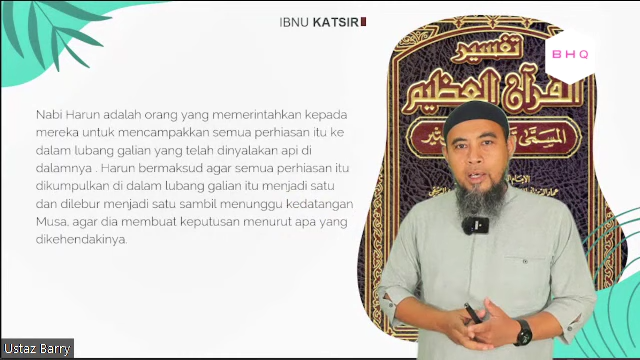 IBNU KATSIR
BHQ
تفسير
القرآن العظيم
Nabi Harun adalah orang yang memerintahkan kepada
mereka untuk mencampakkan semua perhiasan itu ke
dalam lubang galian yang telah dinyalakan api di
dalamnya . Harun bermaksud agar semua perhiasan itu
dikumpulkan di dalam lubang galian itu menjadi satu
dan dilebur menjadi satu sambil menunggu kedatangan
Musa, agar dia membuat keputusan menurut apa yang
dikehendakinya.
Ustaz Barry